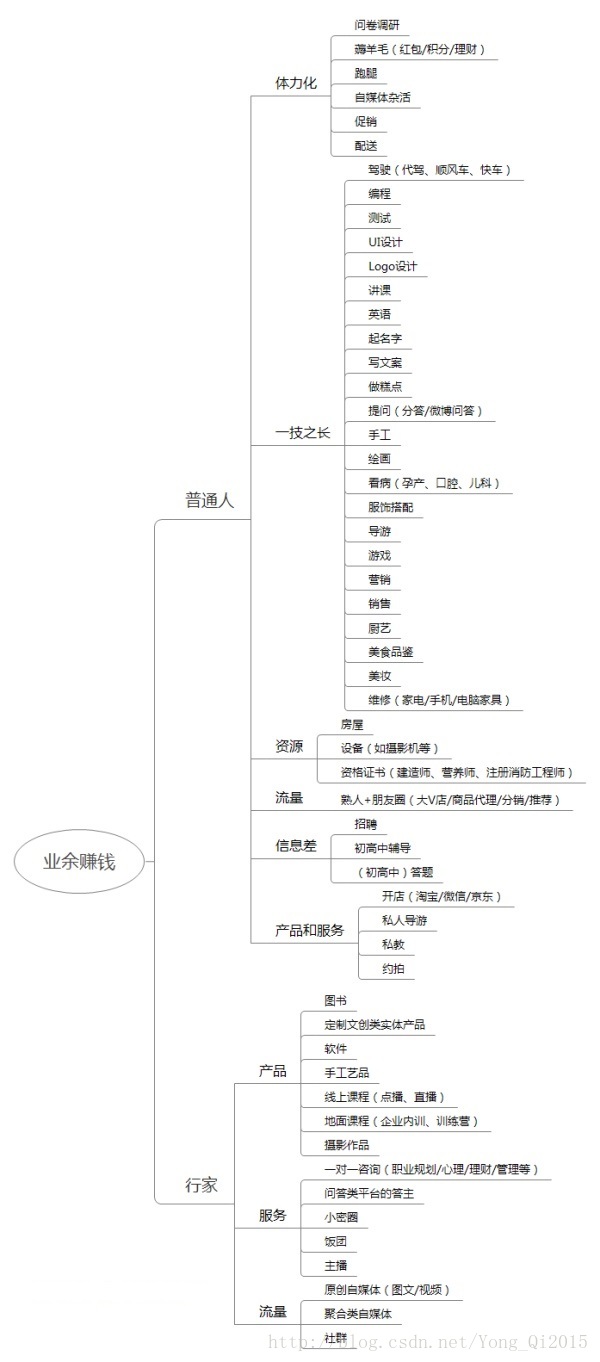 问卷调研
薅羊毛（红包/积分/理财）
体力化
跑腿
自媒体杂活
促销
配送
驾驶（代驾、顺风车、快车）
编程
测试
UI设计
Logo设计
讲课
英语
起名字
写文案
做糕点
提问（分答/微博问答）
一技之长
手工
绘画
看病（孕产、口腔、儿科）
普通人
服饰搭配
导游
游戏
营销
销售
厨艺
美食品鉴
美妆
维修（家电/手机/电脑家具）
房屋
资源
设备（如摄影机等）
资格证书（建造师、营养师、注册消防工程师）
流量
熟人+朋友圈（大V店/商品代理/分销/推荐）
招聘
信息差
初高中辅导
（初高中）答题
业余赚钱
开店（淘宝/微信/京东）
产品和服务
私人导游
私教
约拍
图书
定制文创类实体产品
软件
产品
手工艺品
线上课程（点播、直播）
地面课程（企业内训、训练营）
摄影作品
行家
一对一咨询（职业规划/心理/理财/管理等）
问答类平台的答主
服务
小密圈
饭团
主播
原创自媒体（图文/视频）
流量
聚合类自媒体
社群
http://blog.csdn.net/Yong_Qi2015